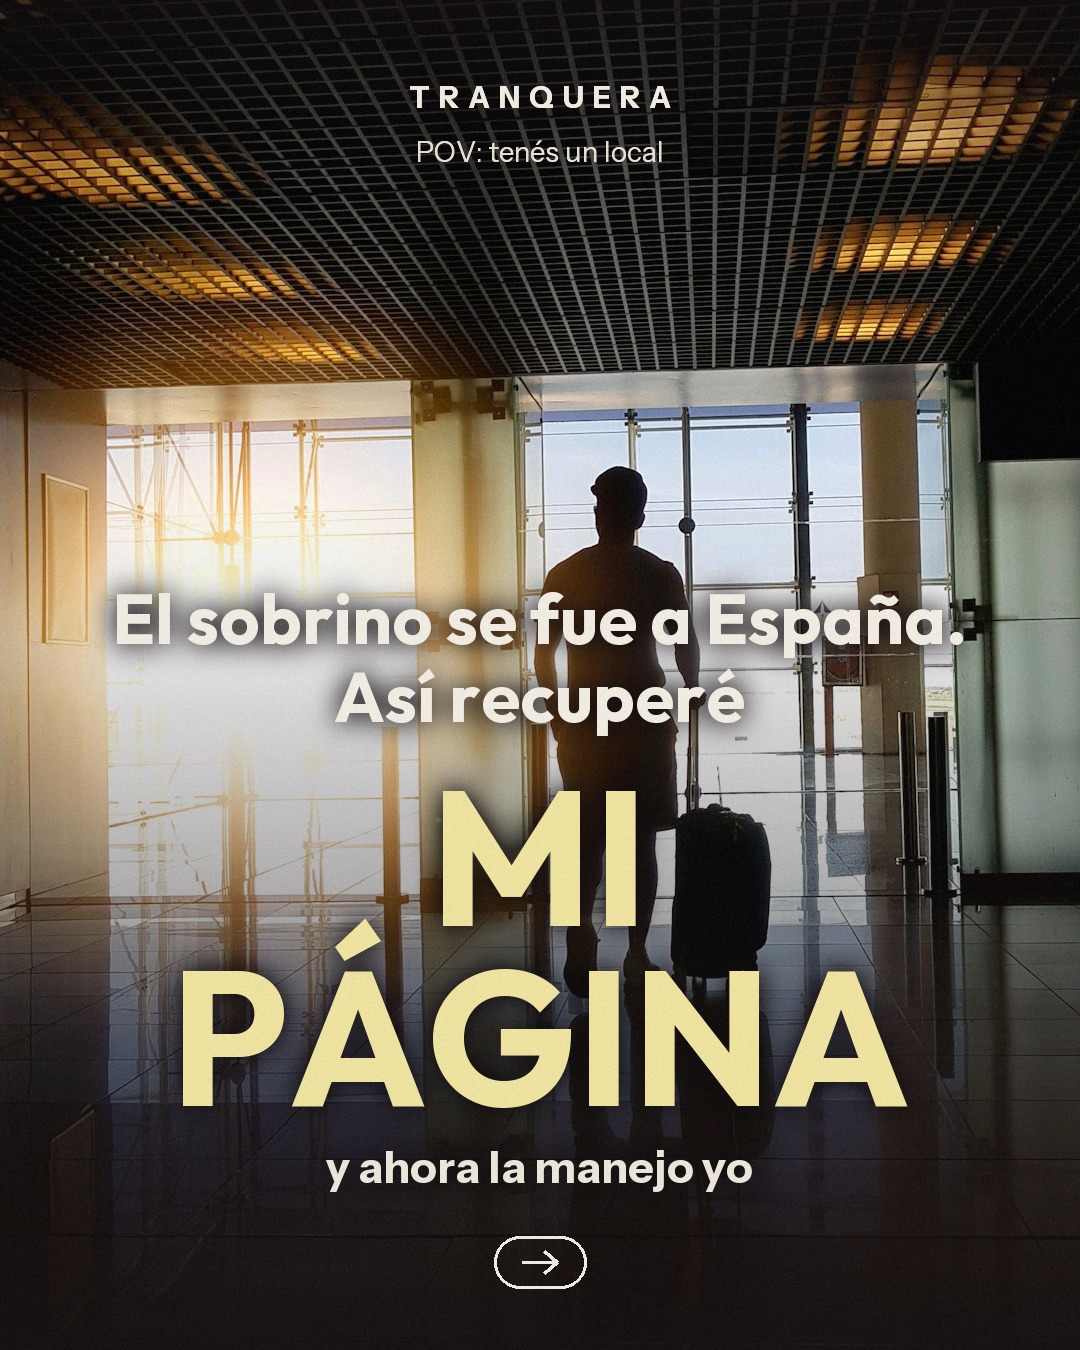 TRANQUERA
POV: tenés un local
El sobrino se fue a España.
Así recuperé
MI
PÁGINA
y ahora la manejo yo